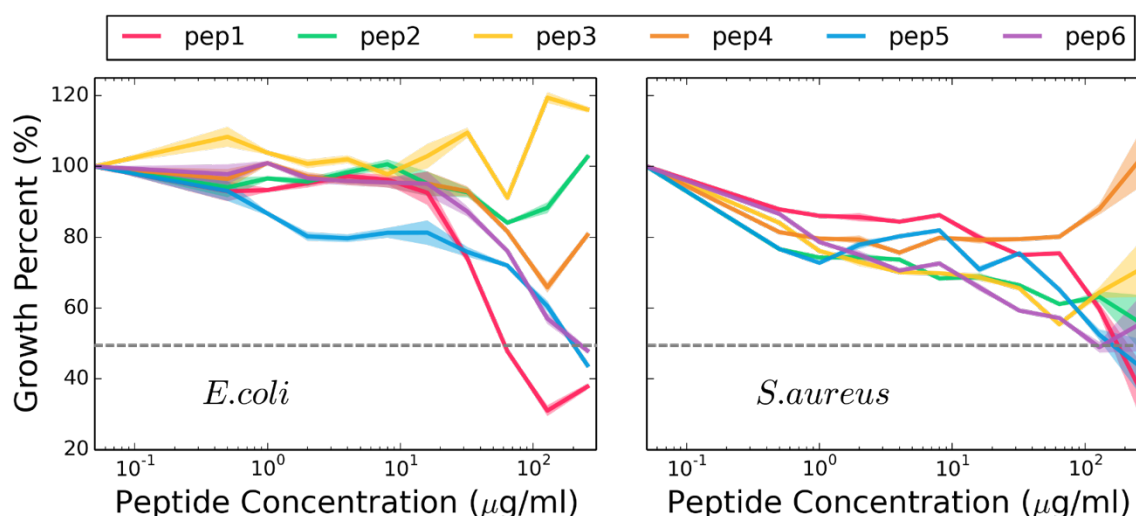 pep1 pep2 pep3 pep4 pep5 pep6
Growth Percent (%)
120
100
80
60
40
20
E.coli
S.aureus
10⁻¹ 10⁰ 10¹ 10² 10⁻¹ 10⁰ 10¹ 10²
Peptide Concentration (μg/ml) Peptide Concentration (μg/ml)